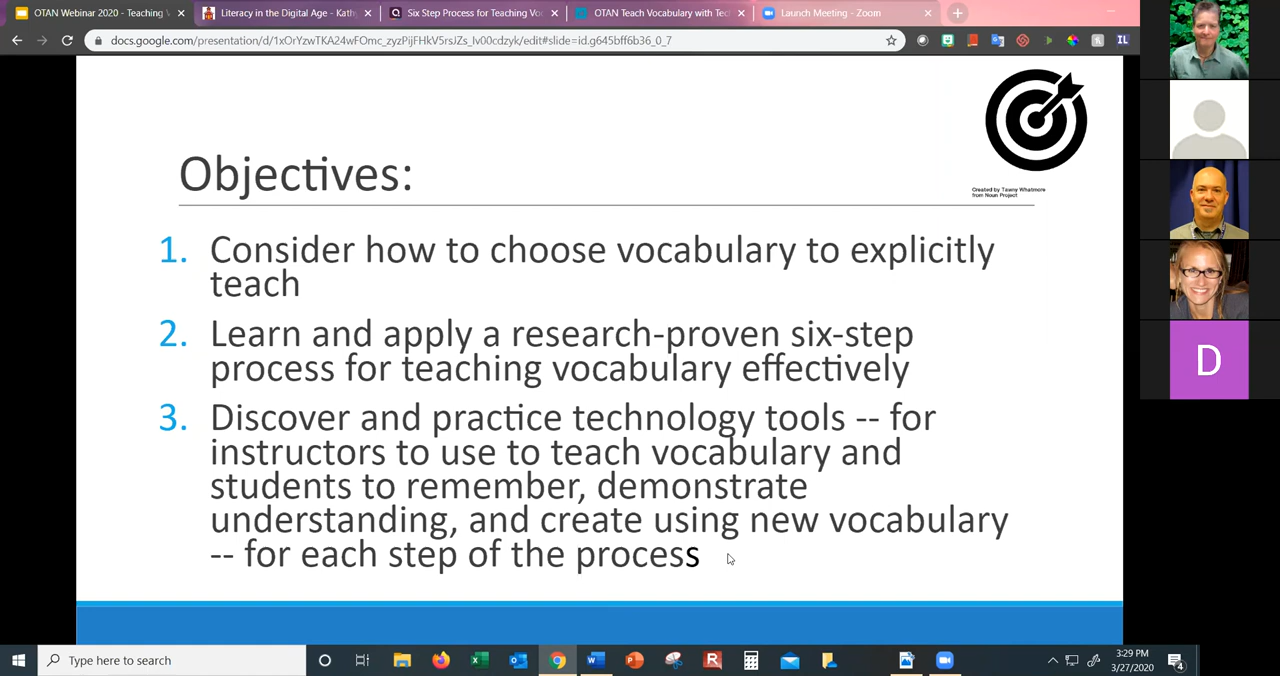 OTAN Webinar 2020 - Teaching V
Literacy in the Digital Age - Kath
Six Step Process for Teaching Vo
OTAN Teach Vocabulary with Tec
Launch Meeting - Zoom
docs.google.com/presentation/d/1xOrYzwTKA24wFOmc_zyzPijFHkV5rsJZs_lv00cdzyk/edit#slide=id.g645bff6b36_0_7
IL
Created by Tawny Whatmore
from Noun Project
Objectives:
1. Consider how to choose vocabulary to explicitly
teach
2. Learn and apply a research-proven six-step
process for teaching vocabulary effectively
3. Discover and practice technology tools -- for
instructors to use to teach vocabulary and
students to remember, demonstrate
understanding, and create using new vocabulary
-- for each step of the process
D
Type here to search
3:29 PM
3/27/2020
4